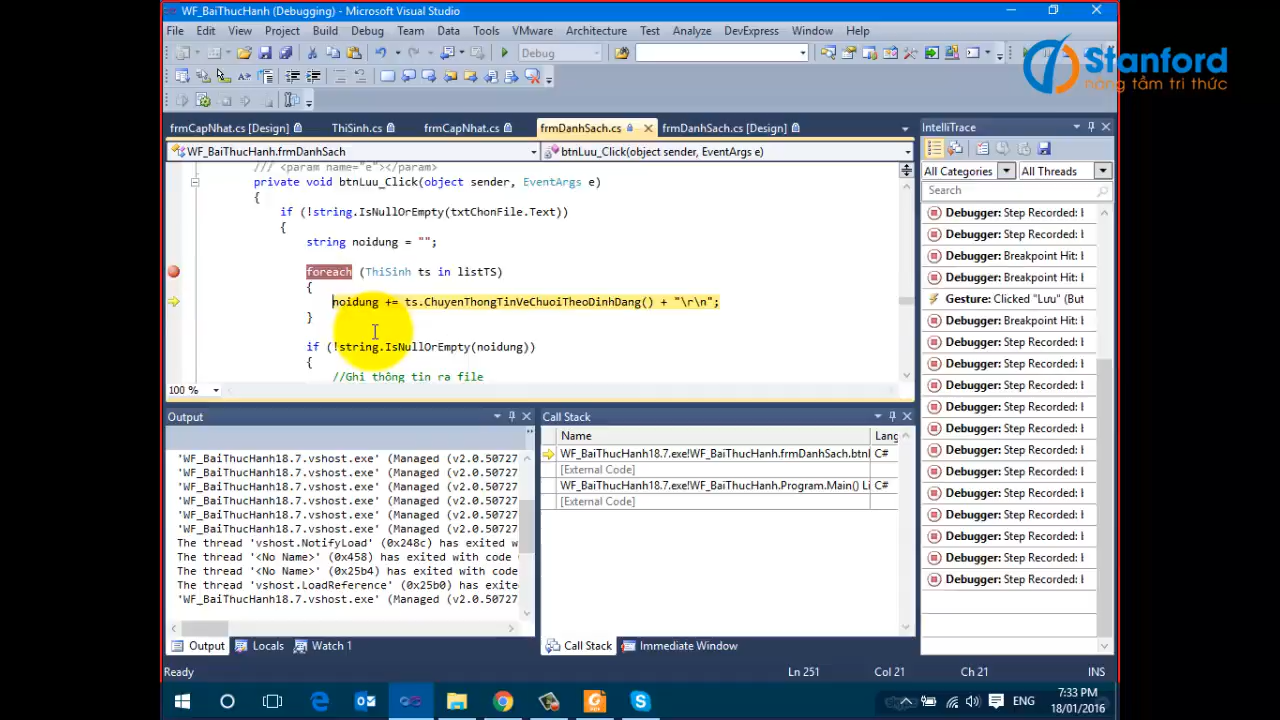 WF_BaiThucHanh (Debugging) - Microsoft Visual Studio
File Edit View Project Build Debug Team Data Tools VMware Architecture Test Analyze DevExpress Window Help
Debug
Stanford
nâng tầm tri thức
frmCapNhat.cs [Design] ThiSinh.cs frmCapNhat.cs frmDanhSach.cs frmDanhSach.cs [Design]
WF_BaiThucHanh.frmDanhSach btnLuu_Click(object sender, EventArgs e)
/// <param name="e"></param>
private void btnLuu_Click(object sender, EventArgs e)
{
if (!string.IsNullOrEmpty(txtChonFile.Text))
{
string noidung = "";
foreach (ThiSinh ts in listTS)
{
noidung += ts.ChuyenThongTinVeChuoiTheoDinhDang() + "\r\n";
}
if (!string.IsNullOrEmpty(noidung))
{
//Ghi thông tin ra file
100 %
IntelliTrace
All Categories All Threads
Search
Debugger: Step Recorded: b
Debugger: Step Recorded: b
Debugger: Breakpoint Hit: b
Debugger: Breakpoint Hit: b
Gesture: Clicked "Lưu" (But
Debugger: Breakpoint Hit: b
Debugger: Step Recorded: b
Debugger: Step Recorded: b
Debugger: Step Recorded: b
Debugger: Step Recorded: b
Debugger: Step Recorded: b
Debugger: Step Recorded: b
Debugger: Step Recorded: b
Debugger: Step Recorded: b
Debugger: Step Recorded: b
Debugger: Step Recorded: b
Debugger: Step Recorded: b
Debugger: Step Recorded: b
Output
'WF_BaiThucHanh18.7.vshost.exe' (Managed (v2.0.50727
'WF_BaiThucHanh18.7.vshost.exe' (Managed (v2.0.50727
'WF_BaiThucHanh18.7.vshost.exe' (Managed (v2.0.50727
'WF_BaiThucHanh18.7.vshost.exe' (Managed (v2.0.50727
'WF_BaiThucHanh18.7.vshost.exe' (Managed (v2.0.50727
'WF_BaiThucHanh18.7.vshost.exe' (Managed (v2.0.50727
The thread 'vshost.NotifyLoad' (0x248c) has exited w
The thread '<No Name>' (0x458) has exited with code
The thread '<No Name>' (0x25b4) has exited with code
The thread 'vshost.LoadReference' (0x25b0) has exite
'WF_BaiThucHanh18.7.vshost.exe' (Managed (v2.0.50727
Output Locals Watch 1
Call Stack
Name Lang
WF_BaiThucHanh18.7.exe!WF_BaiThucHanh.frmDanhSach.btnl C#
[External Code]
WF_BaiThucHanh18.7.exe!WF_BaiThucHanh.Program.Main() Li C#
[External Code]
Call Stack Immediate Window
Ready Ln 251 Col 21 Ch 21 INS
ENG
7:33 PM
18/01/2016